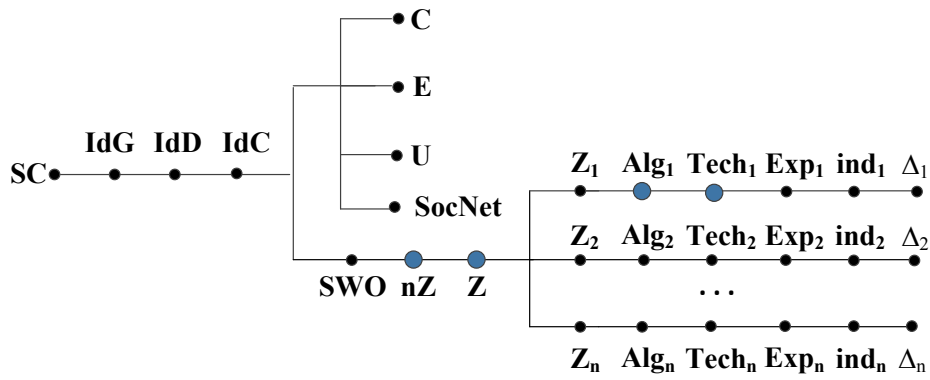 C
E
IdG IdD IdC
U
SC
Z₁ Alg₁ Tech₁ Exp₁ ind₁ Δ₁
SocNet
Z₂ Alg₂ Tech₂ Exp₂ ind₂ Δ₂
SWO nZ Z
...
Zₙ Algₙ Techₙ Expₙ indₙ Δₙ